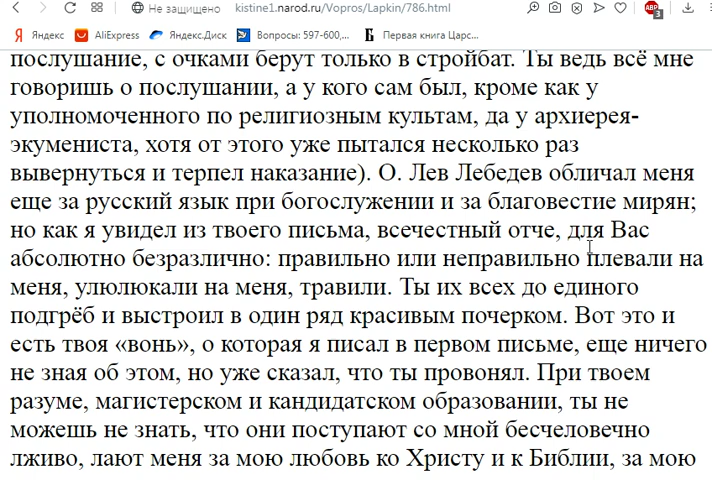 Не защищено kistine1.narod.ru/Vopros/Lapkin/786.html ABP 3
Яндекс AliExpress Яндекс.Диск Вопросы: 597-600,... Первая книга Царс...
послушание, с очками берут только в стройбат. Ты ведь всё мне
говоришь о послушании, а у кого сам был, кроме как у
уполномоченного по религиозным культам, да у архиерея-
экумениста, хотя от этого уже пытался несколько раз
вывернуться и терпел наказание). О. Лев Лебедев обличал меня
еще за русский язык при богослужении и за благовестие мирян;
но как я увидел из твоего письма, всечестный отче, для Вас
абсолютно безразлично: правильно или неправильно плевали на
меня, улюлюкали на меня, травили. Ты их всех до единого
подгрёб и выстроил в один ряд красивым почерком. Вот это и
есть твоя «вонь», о которая я писал в первом письме, еще ничего
не зная об этом, но уже сказал, что ты провонял. При твоем
разуме, магистерском и кандидатском образовании, ты не
можешь не знать, что они поступают со мной бесчеловечно
лживо, лают меня за мою любовь ко Христу и к Библии, за мою